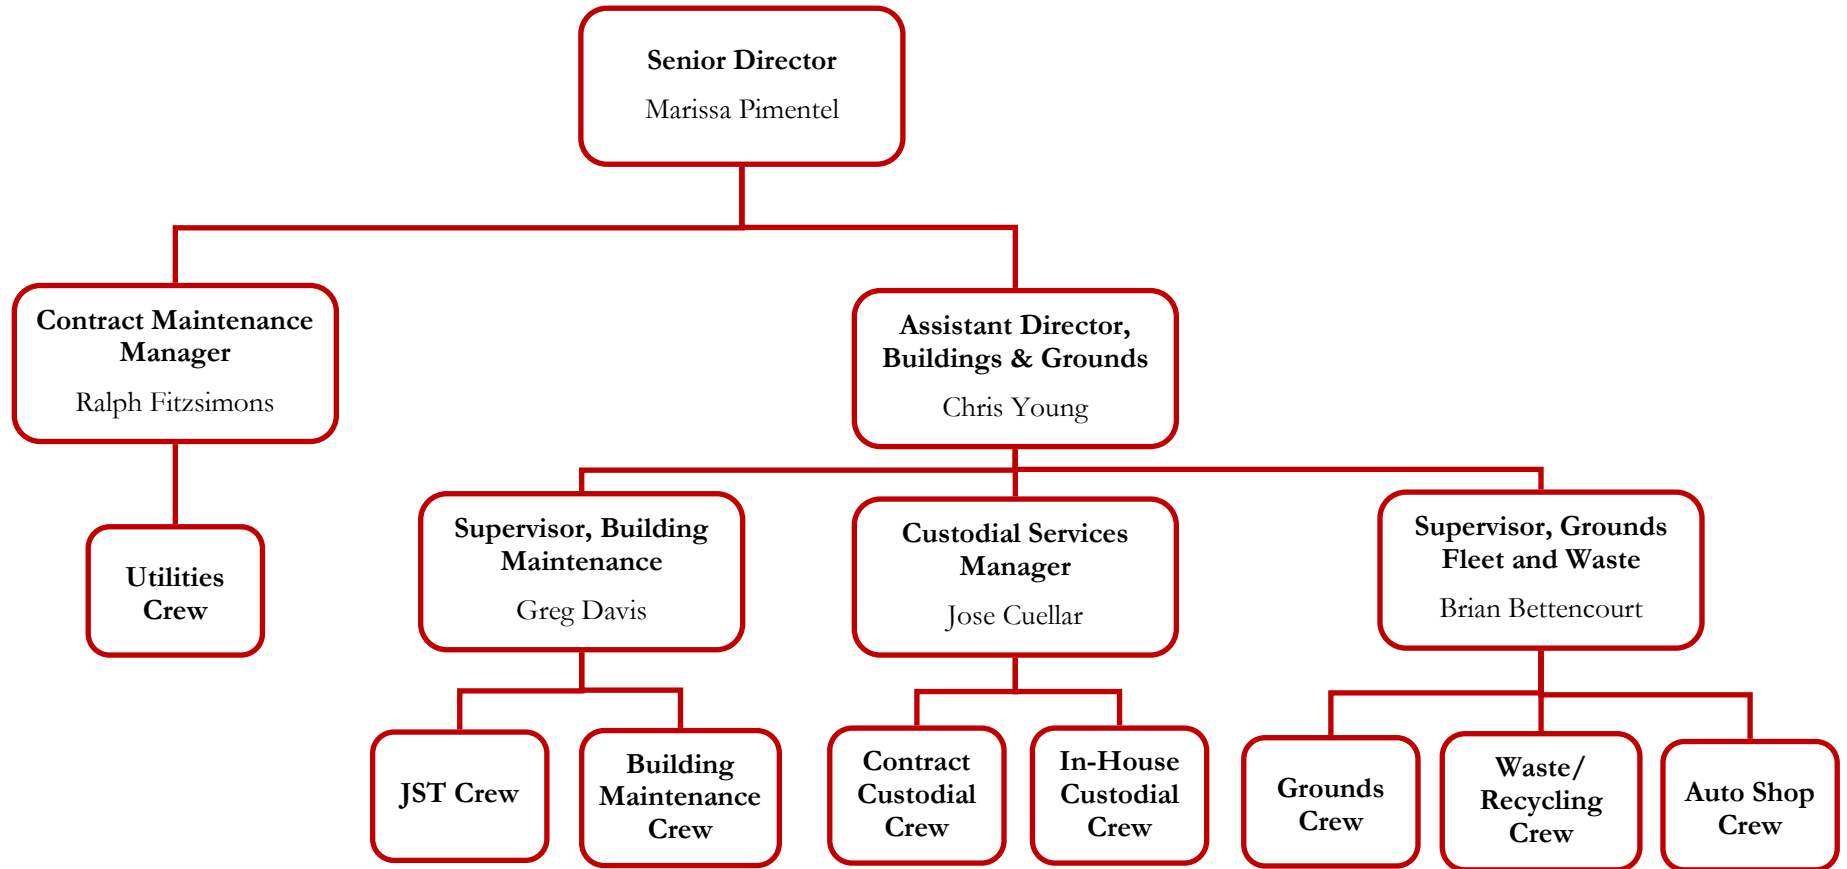 Senior Director
Marissa Pimentel
Contract Maintenance
Manager
Ralph Fitzsimons
Assistant Director,
Buildings & Grounds
Chris Young
Utilities
Crew
Supervisor, Building
Maintenance
Greg Davis
Custodial Services
Manager
Jose Cuellar
Supervisor, Grounds
Fleet and Waste
Brian Bettencourt
JST Crew
Building
Maintenance
Crew
Contract
Custodial
Crew
In-House
Custodial
Crew
Grounds
Crew
Waste/
Recycling
Crew
Auto Shop
Crew